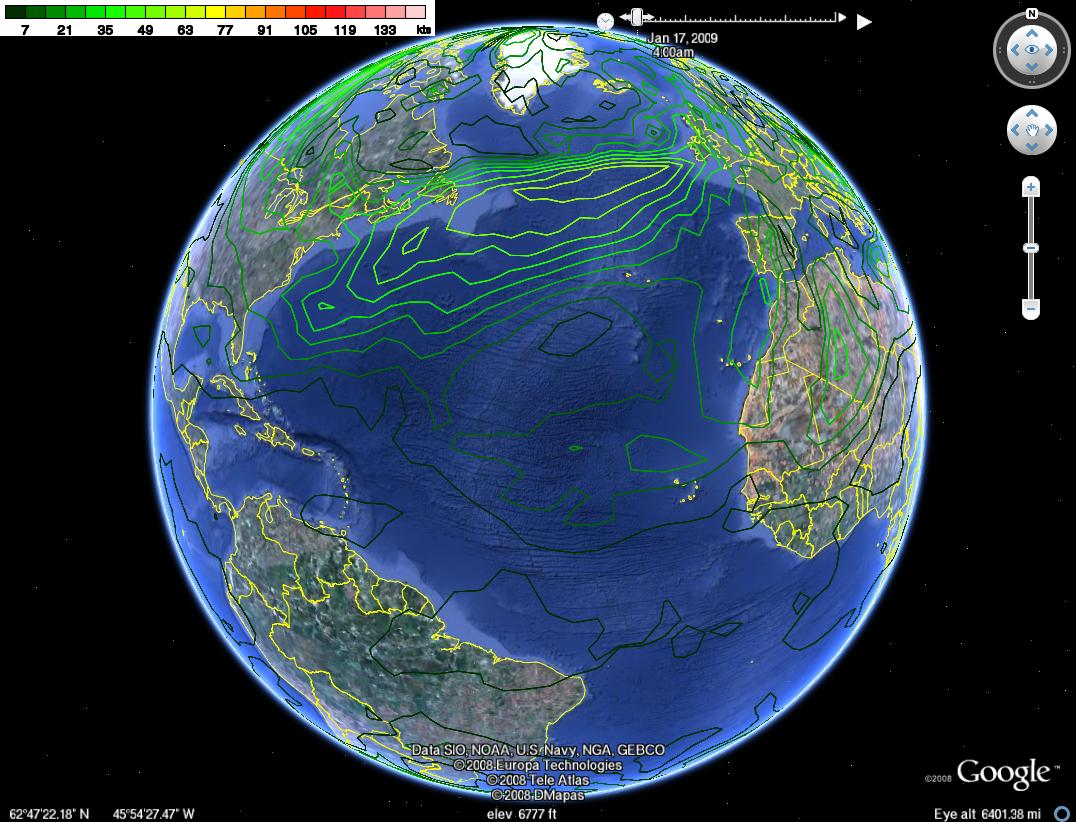 7 21 35 49 63 77 91 105 119 133 kts
N
Jan 17, 2009
4:00am
Data SIO, NOAA, U.S. Navy, NGA, GEBCO
©2008 Europa Technologies
©2008 Tele Atlas
©2008 DMapas
©2008 Google™
62°47'22.18" N 45°54'27.47" W elev 6777 ft Eye alt 6401.38 mi